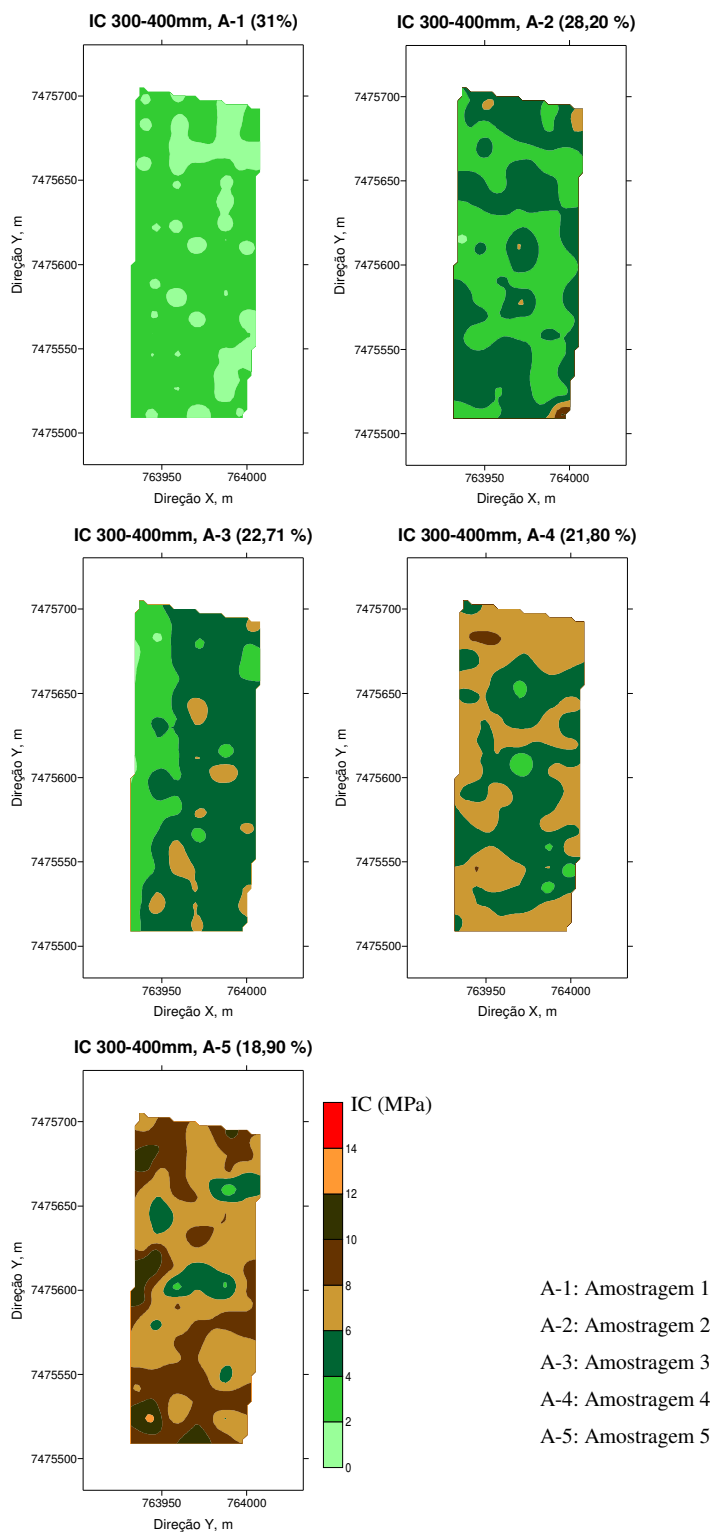 IC 300-400mm, A-1 (31%)
7475700
7475650
7475600
7475550
7475500
Direção Y, m
763950 764000
Direção X, m
IC 300-400mm, A-2 (28,20 %)
7475700
7475650
7475600
7475550
7475500
Direção Y, m
763950 764000
Direção X, m
IC 300-400mm, A-3 (22,71 %)
7475700
7475650
7475600
7475550
7475500
Direção Y, m
763950 764000
Direção X, m
IC 300-400mm, A-4 (21,80 %)
7475700
7475650
7475600
7475550
7475500
Direção Y, m
763950 764000
Direção X, m
IC 300-400mm, A-5 (18,90 %)
7475700
7475650
7475600
7475550
7475500
Direção Y, m
763950 764000
Direção Y, m
IC (MPa)
14
12
10
8
6
4
2
0
A-1: Amostragem 1
A-2: Amostragem 2
A-3: Amostragem 3
A-4: Amostragem 4
A-5: Amostragem 5